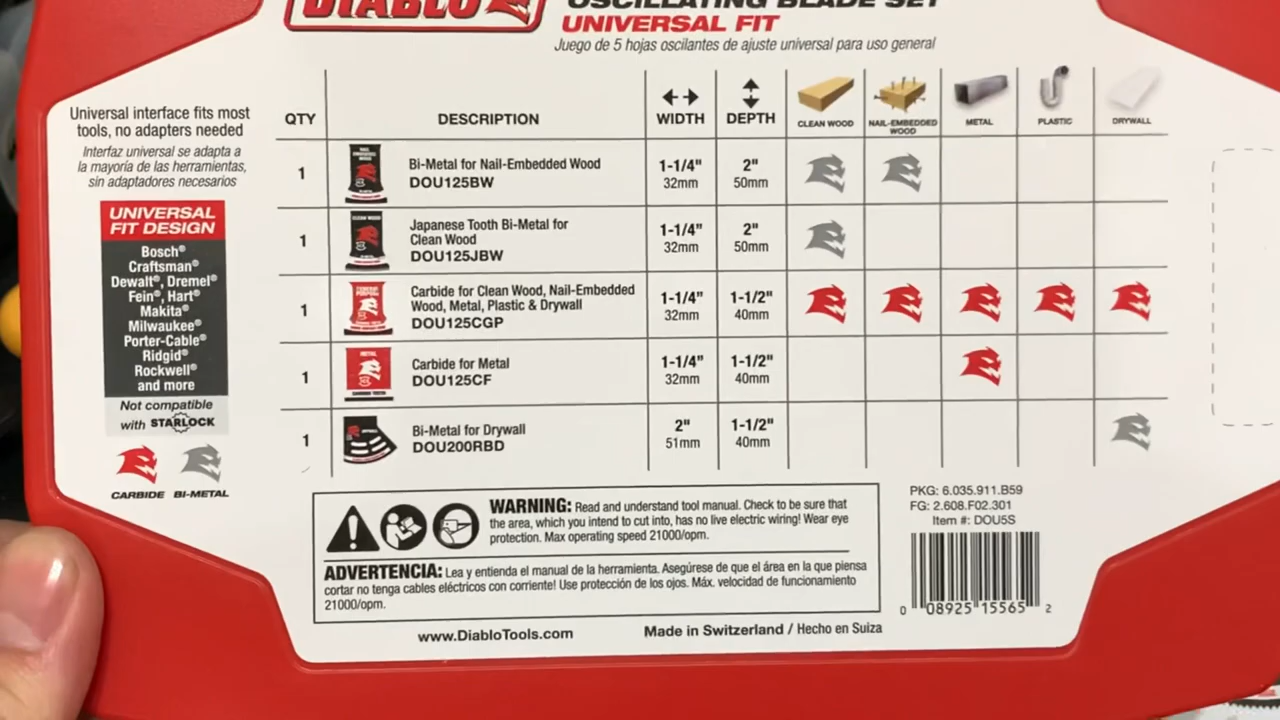 DIABLO
OSCILLATING BLADE SET
UNIVERSAL FIT
Juego de 5 hojas oscilantes de ajuste universal para uso general
Universal interface fits most
tools, no adapters needed
Interfaz universal se adapta a
la mayoría de las herramientas,
sin adaptadores necesarios
UNIVERSAL
FIT DESIGN
Bosch®
Craftsman®
Dewalt®, Dremel®
Fein®, Hart®
Makita®
Milwaukee®
Porter-Cable®
Ridgid®
Rockwell®
and more
Not compatible
with STARLOCK
CARBIDE BI-METAL
QTY DESCRIPTION WIDTH DEPTH CLEAN WOOD NAIL-EMBEDDED WOOD METAL PLASTIC DRYWALL
1 Bi-Metal for Nail-Embedded Wood 1-1/4" 2"
DOU125BW 32mm 50mm
1 Japanese Tooth Bi-Metal for 1-1/4" 2"
Clean Wood 32mm 50mm
DOU125JBW
1 Carbide for Clean Wood, Nail-Embedded 1-1/4" 1-1/2"
Wood, Metal, Plastic & Drywall 32mm 40mm
DOU125CGP
1 Carbide for Metal 1-1/4" 1-1/2"
DOU125CF 32mm 40mm
1 Bi-Metal for Drywall 2" 1-1/2"
DOU200RBD 51mm 40mm
WARNING: Read and understand tool manual. Check to be sure that
the area, which you intend to cut into, has no live electric wiring! Wear eye
protection. Max operating speed 21000/opm.
ADVERTENCIA: Lea y entienda el manual de la herramienta. Asegúrese de que el área en la que piensa
cortar no tenga cables eléctricos con corriente! Use protección de los ojos. Máx. velocidad de funcionamiento
21000/opm.
PKG: 6.035.911.B59
FG: 2.608.F02.301
Item #: DOU5S
0 08925 15565 2
www.DiabloTools.com
Made in Switzerland / Hecho en Suiza